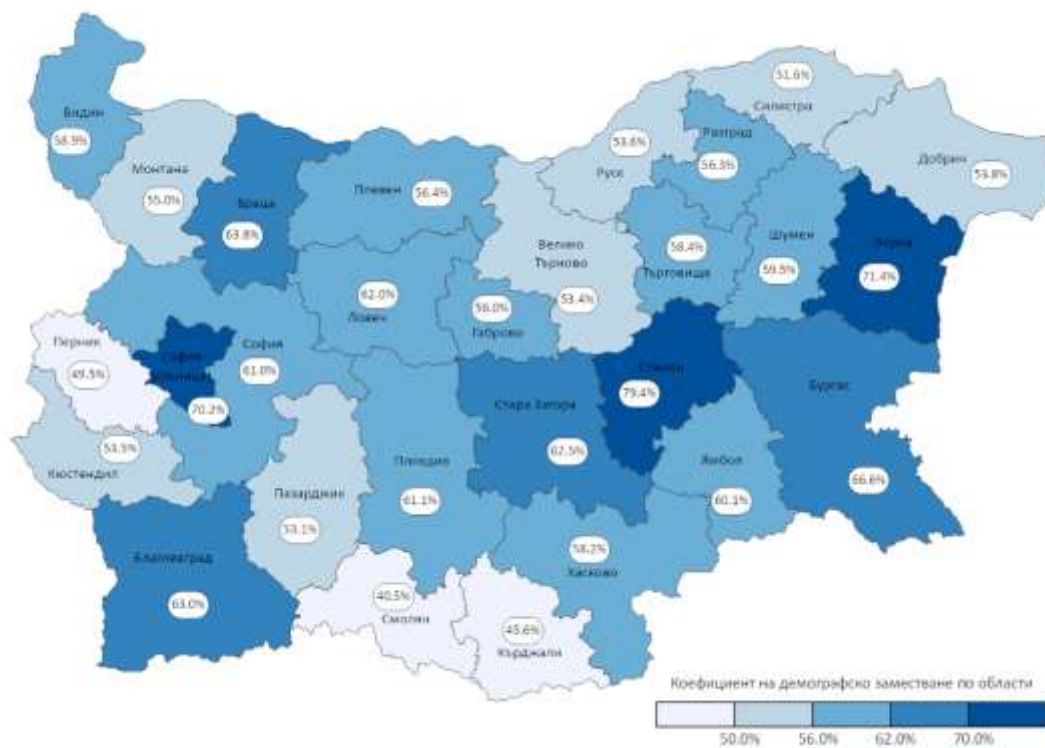 51.6%
Силистра
Видин
58.9%
53.6%
Русе
Разград
56.3%
Добрич
53.8%
Монтана
55.0%
Враца
63.8%
Плевен
56.4%
Велико
Търново
53.4%
58.4%
Търговище
Шумен
59.5%
Варна
71.4%
62.0%
Ловеч
56.0%
Габрово
Перник
49.5%
София
столица
70.2%
София
61.0%
Сливен
79.4%
Бургас
66.6%
Стара Загора
62.5%
53.5%
Кюстендил
Пазарджик
53.1%
Пловдив
61.1%
Ямбол
60.1%
Благоевград
63.0%
58.2%
Хасково
40.5%
Смолян
45.6%
Кърджали
Коефициент на демографско заместване по области
50.0% 56.0% 62.0% 70.0%